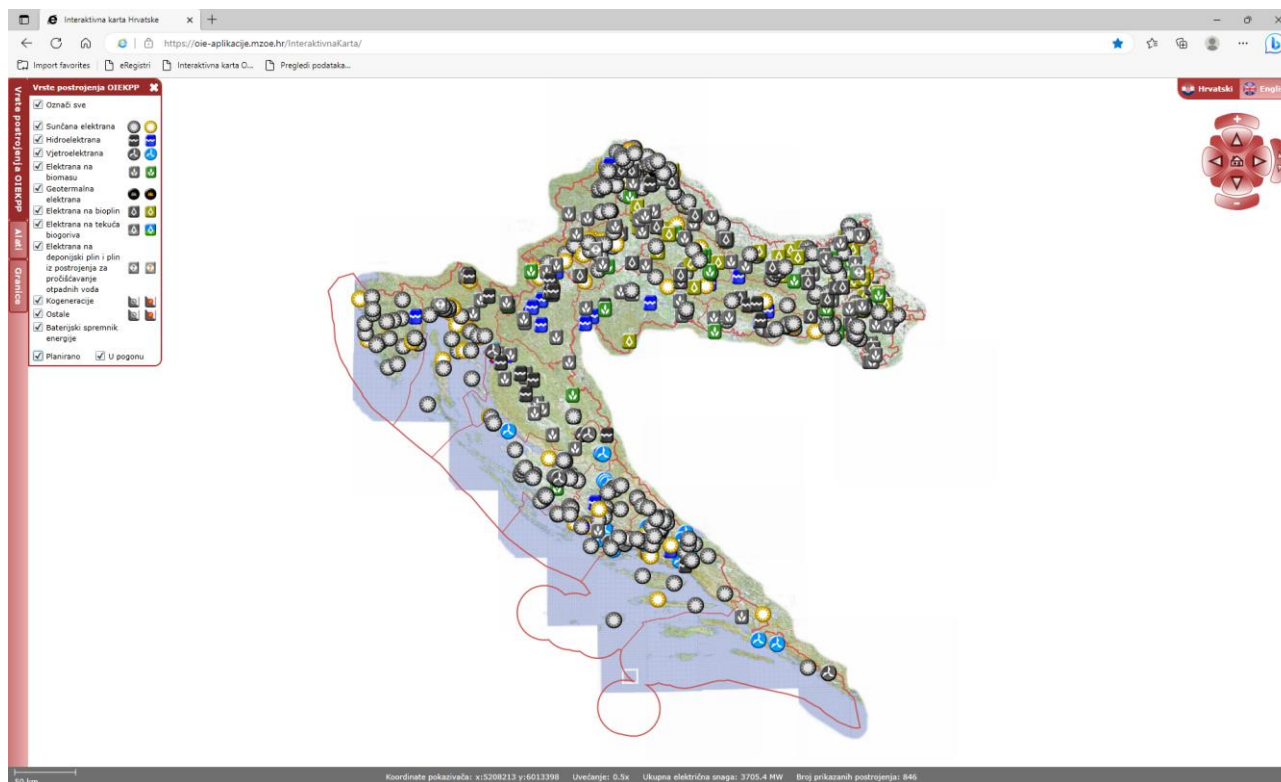 Interaktivna karta Hrvatske
https://oie-aplikacije.mzoe.hr/InteraktivnaKarta/
Import favorites
eRegistri
Interaktivna karta O...
Pregledi podataka...
Vrste postrojenja OIEKPP
Alati
Granice
Vrste postrojenja OIEKPP
Označi sve
Sunčana elektrana
Hidroelektrana
Vjetroelektrana
Elektrana na
biomasu
Geotermalna
elektrana
Elektrana na bioplin
Elektrana na tekuća
biogoriva
Elektrana na
deponijski plin i plin
iz postrojenja za
pročišćavanje
otpadnih voda
Kogeneracije
Ostale
Baterijski spremnik
energije
Planirano U pogonu
Hrvatski Engli
50 km
Koordinate pokazivača: x:5208213 y:6013398 Uvećanje: 0.5x Ukupna električna snaga: 3705.4 MW Broj prikazanih postrojenja: 846